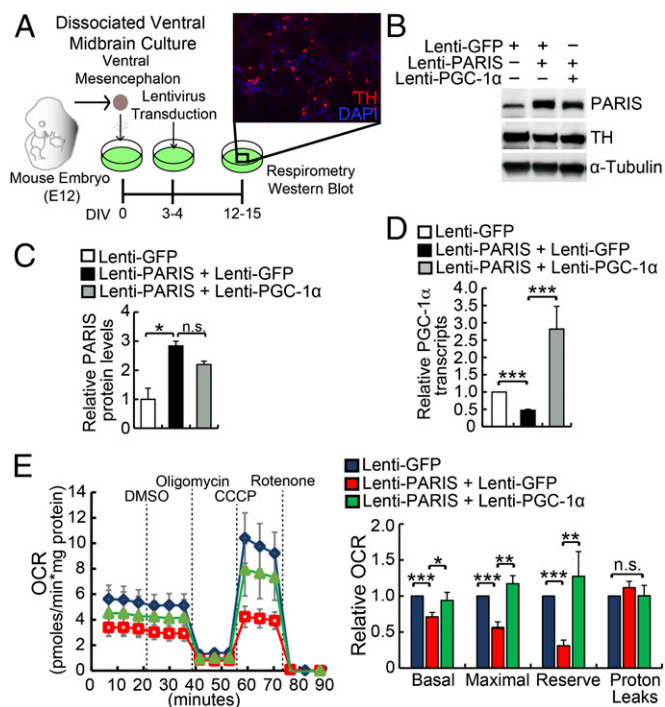 A
Dissociated Ventral
Midbrain Culture
Ventral
Mesencephalon
Lentivirus
Transduction
TH
DAPI
Mouse Embryo
(E12)
Respirometry
Western Blot
DIV 0 3-4 12-15
B
Lenti-GFP + + −
Lenti-PARIS − + +
Lenti-PGC-1α − − +
PARIS
TH
α-Tubulin
C
Lenti-GFP
Lenti-PARIS + Lenti-GFP
Lenti-PARIS + Lenti-PGC-1α
Relative PARIS
protein levels
4
3
2
1
0
* n.s.
D
Lenti-GFP
Lenti-PARIS + Lenti-GFP
Lenti-PARIS + Lenti-PGC-1α
Relative PGC-1α
transcripts
4.0
3.5
3.0
2.5
2.0
1.5
1.0
0.5
***
***
E
Oligomycin Rotenone
DMSO CCCP
OCR
(pmoles/min*mg protein)
14
12
10
8
6
4
2
0
0 10 20 30 40 50 60 70 80 90
(minutes)
Lenti-GFP
Lenti-PARIS + Lenti-GFP
Lenti-PARIS + Lenti-PGC-1α
Relative OCR
2.0
1.5
1.0
0.5
0
*** * *** ** *** ** n.s.
Basal Maximal Reserve Proton
Leaks